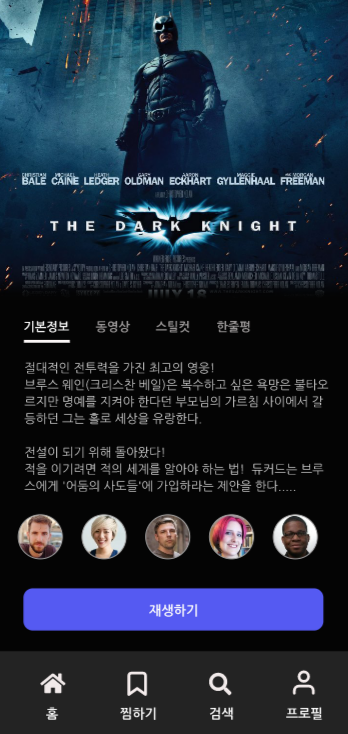 CHRISTIAN MICHAEL HEATH GARY AARON MAGGIE AND MORGAN
BALE CAINE LEDGER OLDMAN ECKHART GYLLENHAAL FREEMAN
THE DARK KNIGHT
JULY 18
기본정보 동영상 스틸컷 한줄평
절대적인 전투력을 가진 최고의 영웅!
브루스 웨인(크리스찬 베일)은 복수하고 싶은 욕망은 불타오
르지만 명예를 지켜야 한다던 부모님의 가르침 사이에서 갈
등하던 그는 홀로 세상을 유랑한다.
전설이 되기 위해 돌아왔다!
적을 이기려면 적의 세계를 알아야 하는 법! 듀커드는 브루
스에게 '어둠의 사도들'에 가입하라는 제안을 한다.....
재생하기
홈 찜하기 검색 프로필